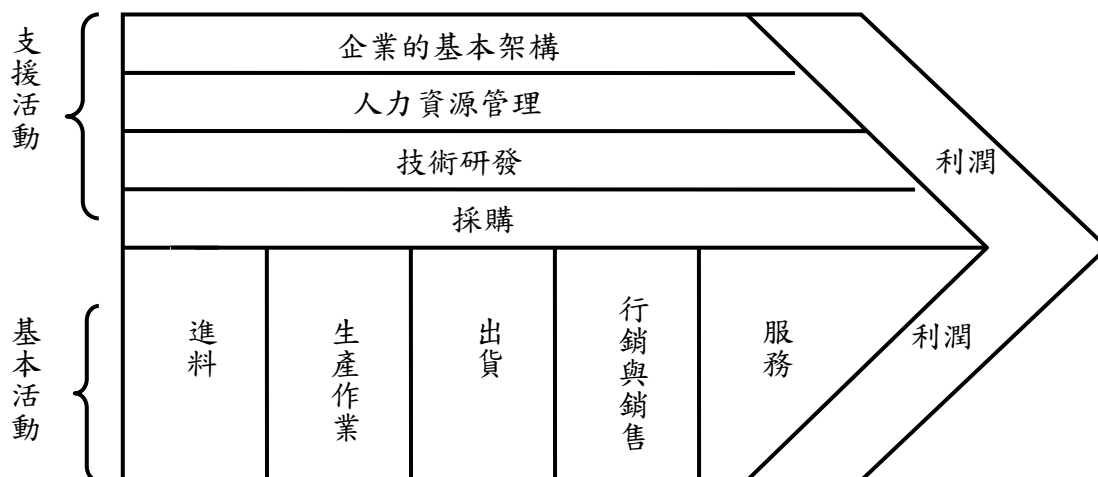 支援活動
企業的基本架構
人力資源管理
技術研發
採購
利潤
基本活動
進料
生產作業
出貨
行銷與銷售
服務
利潤